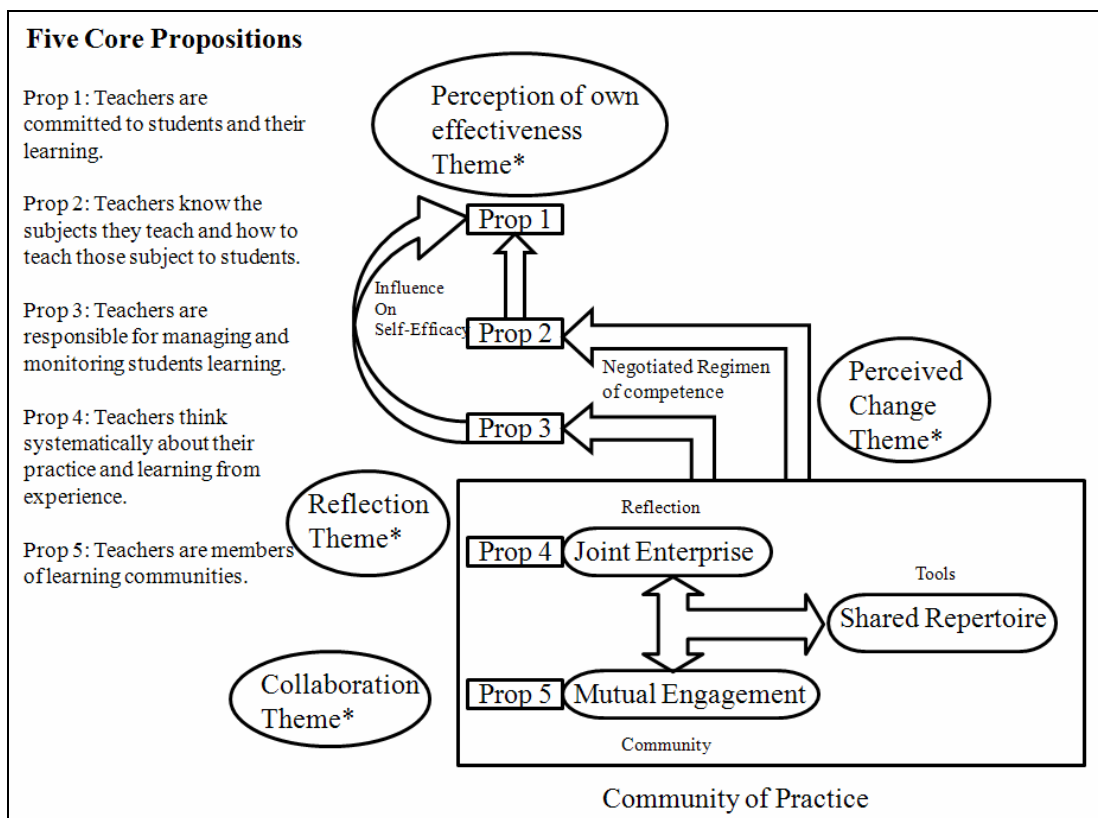 Five Core Propositions
Prop 1: Teachers are
committed to students and their
learning.
Prop 2: Teachers know the
subjects they teach and how to
teach those subject to students.
Prop 3: Teachers are
responsible for managing and
monitoring students learning.
Prop 4: Teachers think
systematically about their
practice and learning from
experience.
Prop 5: Teachers are members
of learning communities.
Perception of own
effectiveness
Theme*
Prop 1
Influence
On
Self-Efficacy
Prop 2
Negotiated Regimen
of competence
Perceived
Change
Theme*
Prop 3
Reflection
Theme*
Reflection
Prop 4
Joint Enterprise
Tools
Shared Repertoire
Collaboration
Theme*
Prop 5
Mutual Engagement
Community
Community of Practice